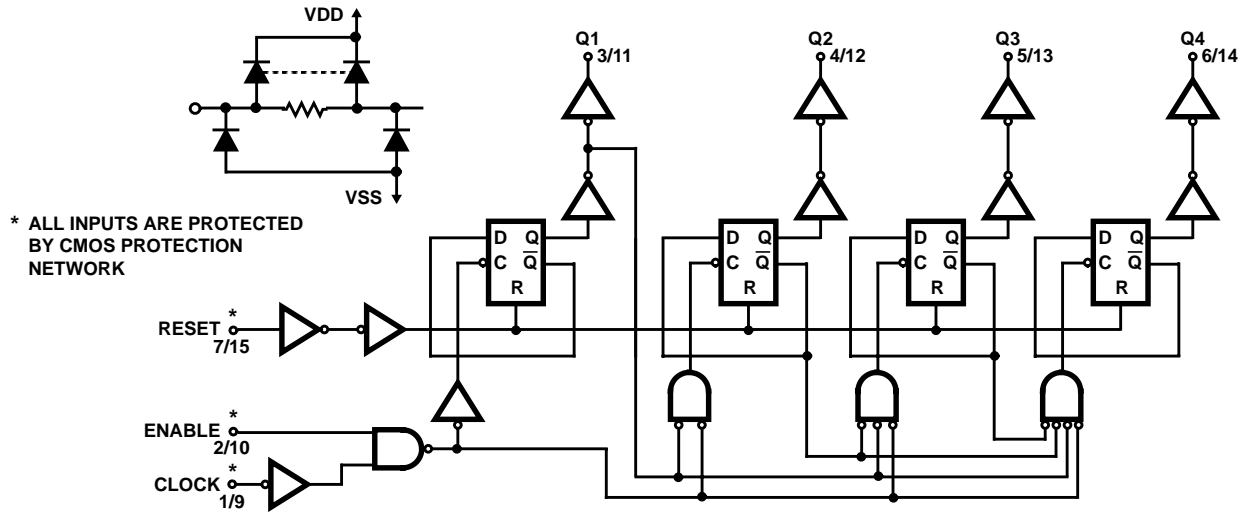 VDD
VSS
* ALL INPUTS ARE PROTECTED
BY CMOS PROTECTION
NETWORK
Q1
3/11
Q2
4/12
Q3
5/13
Q4
6/14
D Q
C Q̅
R
D Q
C Q̅
R
D Q
C Q̅
R
D Q
C Q̅
R
*
RESET
7/15
*
ENABLE
2/10
*
CLOCK
1/9